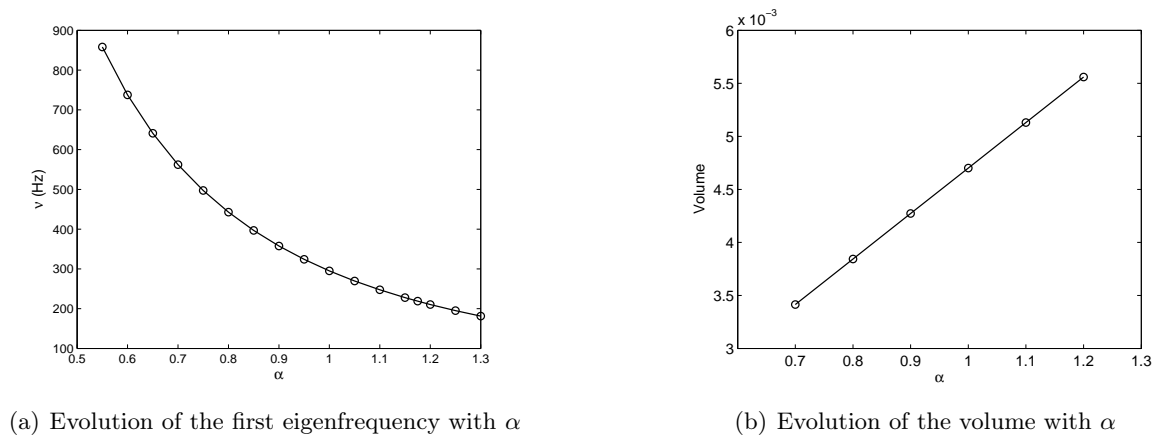 900
800
700
600
500
400
300
200
100
ν (Hz)
0.5 0.6 0.7 0.8 0.9 1 1.1 1.2 1.3
α
(a) Evolution of the first eigenfrequency with α
6 x 10⁻³
5.5
5
4.5
4
3.5
3
Volume
0.7 0.8 0.9 1 1.1 1.2 1.3
α
(b) Evolution of the volume with α